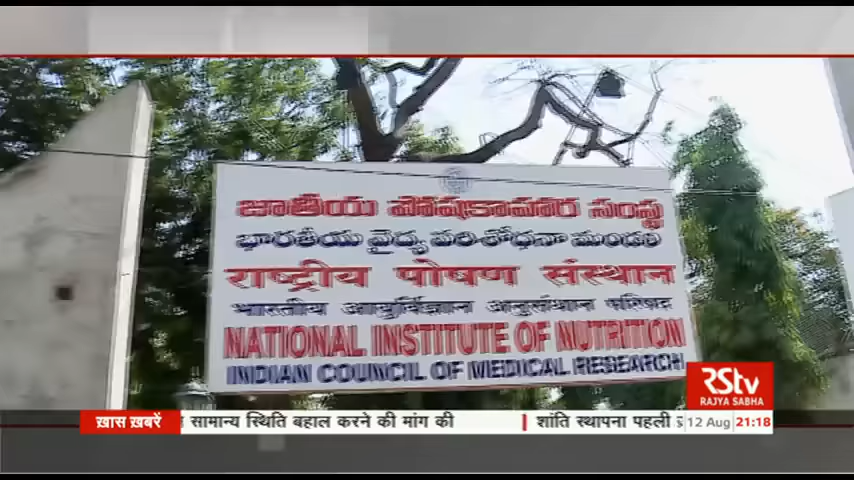 జాతీయ పోషకాహార సంస్థ
భారతీయ వైద్య పరిశోధనా మండలి
राष्ट्रीय पोषण संस्थान
भारतीय आयुर्विज्ञान अनुसंधान परिषद
NATIONAL INSTITUTE OF NUTRITION
INDIAN COUNCIL OF MEDICAL RESEARCH
RStv
RAJYA SABHA
ख़ास ख़बरें सामान्य स्थिति बहाल करने की मांग की शांति स्थापना पहली 12 Aug 21:18